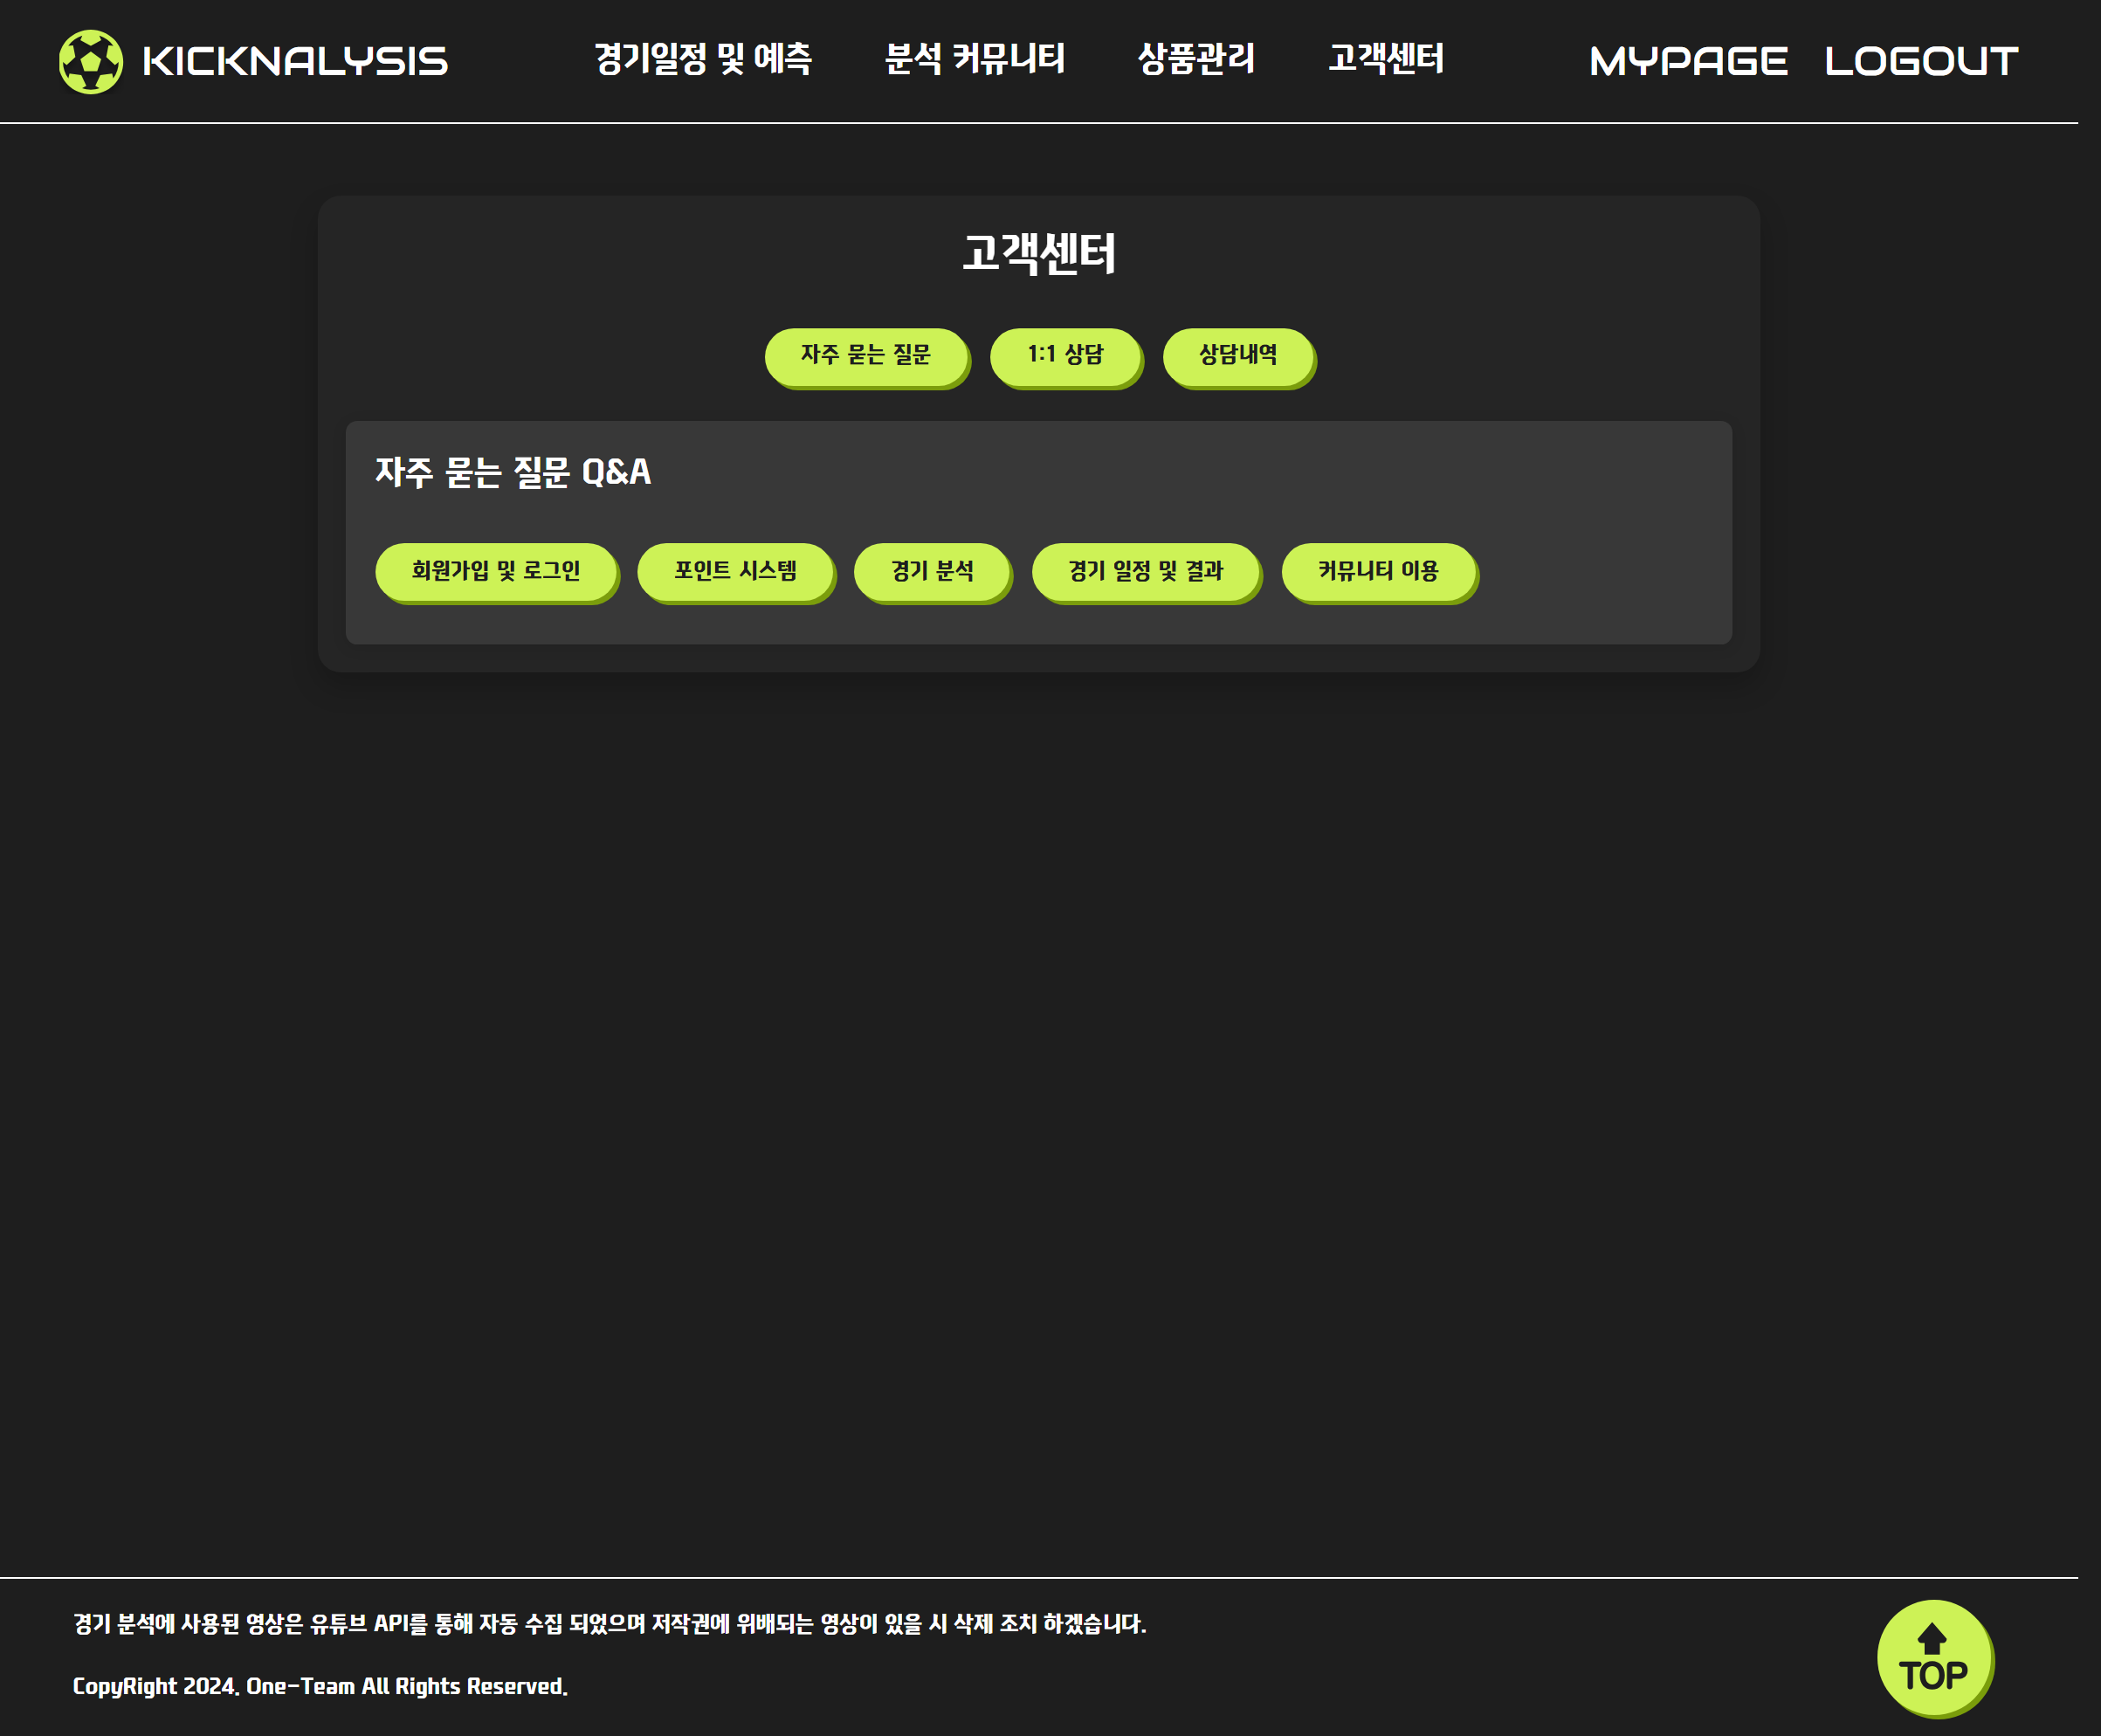 KICKNALYSIS 경기일정 및 예측 분석 커뮤니티 상품관리 고객센터 MYPAGE LOGOUT
고객센터
자주 묻는 질문 1:1 상담 상담내역
자주 묻는 질문 Q&A
회원가입 및 로그인 포인트 시스템 경기 분석 경기 일정 및 결과 커뮤니티 이용
경기 분석에 사용된 영상은 유튜브 API를 통해 자동 수집 되었으며 저작권에 위배되는 영상이 있을 시 삭제 조치 하겠습니다.
CopyRight 2024. One-Team All Rights Reserved.
TOP